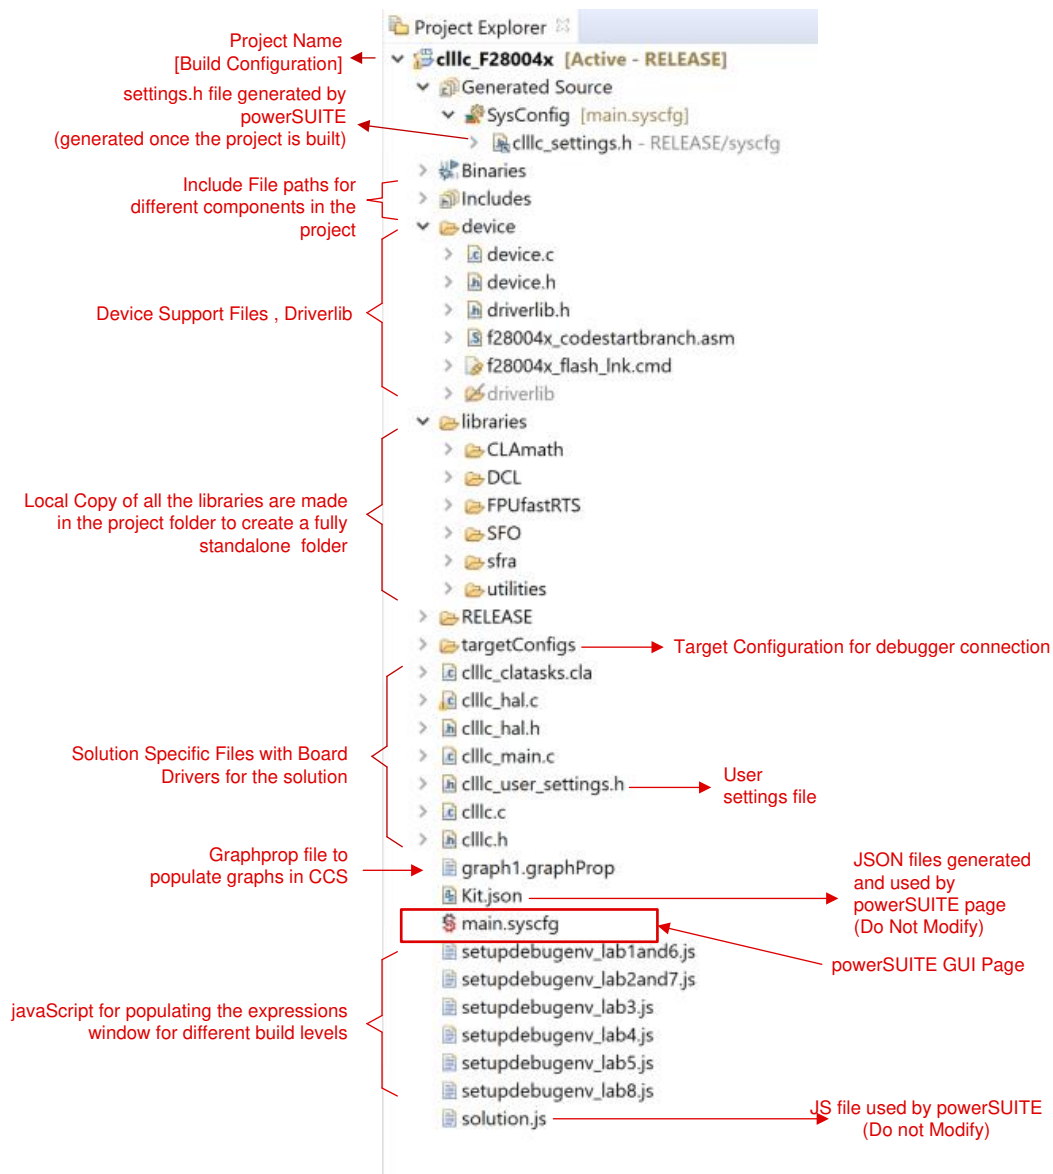 Project Explorer
Project Name
[Build Configuration]
clllc_F28004x [Active - RELEASE]
Generated Source
settings.h file generated by
powerSUITE
(generated once the project is built)
SysConfig [main.syscfg]
clllc_settings.h - RELEASE/syscfg
Binaries
Include File paths for
different components in the
project
Includes
device
device.c
device.h
Device Support Files , Driverlib
driverlib.h
f28004x_codestartbranch.asm
f28004x_flash_lnk.cmd
driverlib
libraries
CLAmath
DCL
Local Copy of all the libraries are made
in the project folder to create a fully
standalone folder
FPUfastRTS
SFO
sfra
utilities
RELEASE
targetConfigs
Target Configuration for debugger connection
clllc_clatasks.cla
clllc_hal.c
clllc_hal.h
Solution Specific Files with Board
Drivers for the solution
clllc_main.c
clllc_user_settings.h
User
settings file
clllc.c
clllc.h
Graphprop file to
populate graphs in CCS
graph1.graphProp
Kit.json
JSON files generated
and used by
powerSUITE page
(Do Not Modify)
main.syscfg
powerSUITE GUI Page
setupdebugenv_lab1and6.js
setupdebugenv_lab2and7.js
javaScript for populating the expressions
window for different build levels
setupdebugenv_lab3.js
setupdebugenv_lab4.js
setupdebugenv_lab5.js
setupdebugenv_lab8.js
solution.js
JS file used by powerSUITE
(Do not Modify)